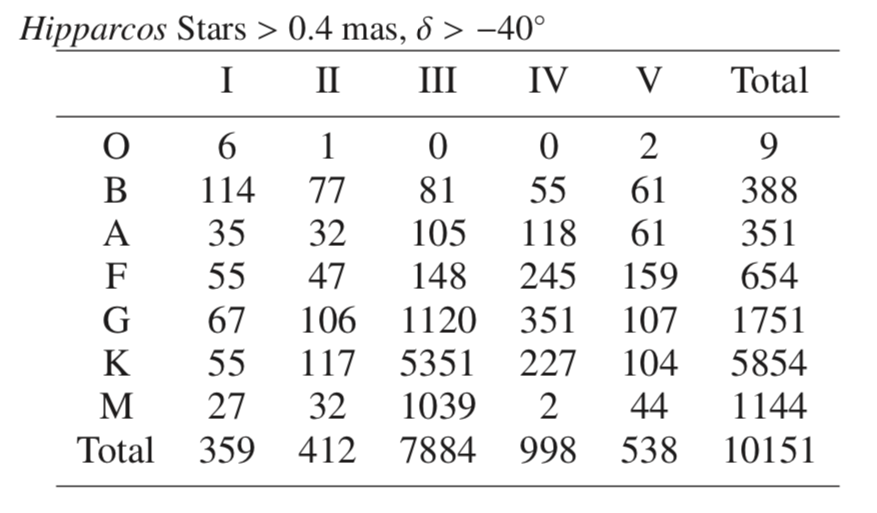 Hipparcos Stars > 0.4 mas, δ > −40°
I II III IV V Total
O 6 1 0 0 2 9
B 114 77 81 55 61 388
A 35 32 105 118 61 351
F 55 47 148 245 159 654
G 67 106 1120 351 107 1751
K 55 117 5351 227 104 5854
M 27 32 1039 2 44 1144
Total 359 412 7884 998 538 10151